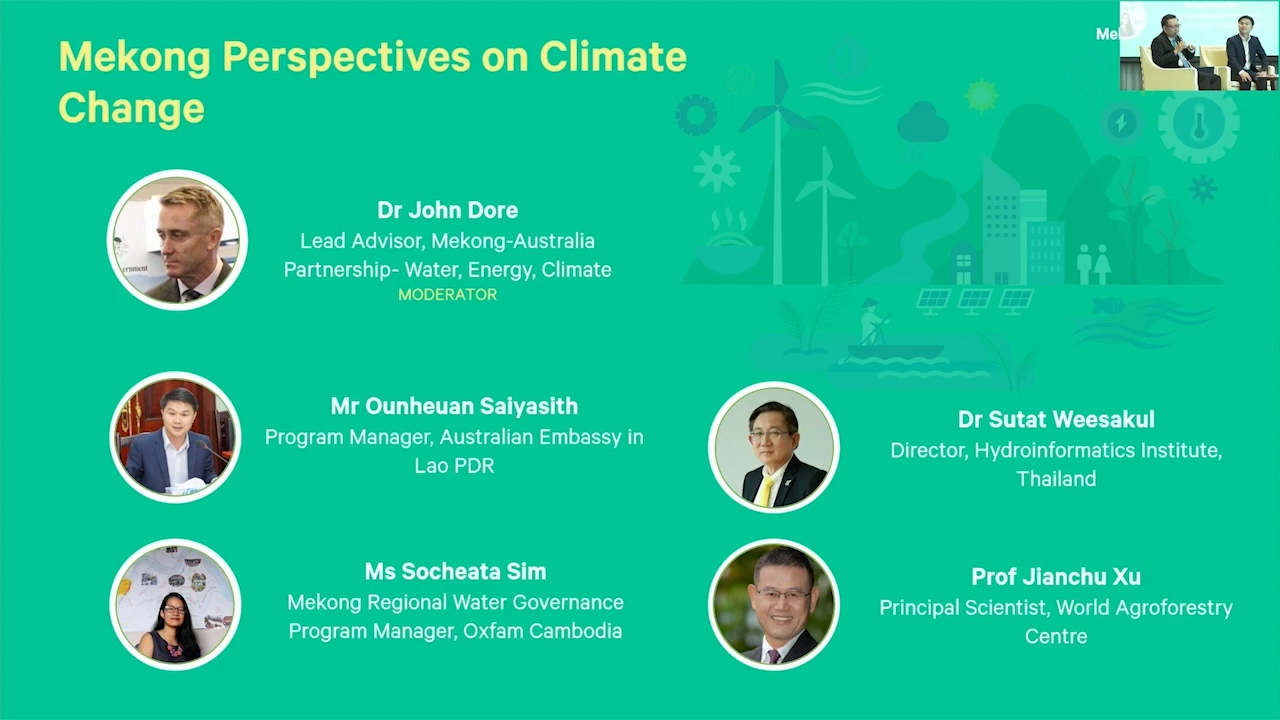 Mekong Perspectives on Climate
Change
Me
Dr John Dore
Lead Advisor, Mekong-Australia
Partnership- Water, Energy, Climate
MODERATOR
Mr Ounheuan Saiyasith
Program Manager, Australian Embassy in
Lao PDR
Dr Sutat Weesakul
Director, Hydroinformatics Institute,
Thailand
Ms Socheata Sim
Mekong Regional Water Governance
Program Manager, Oxfam Cambodia
Prof Jianchu Xu
Principal Scientist, World Agroforestry
Centre